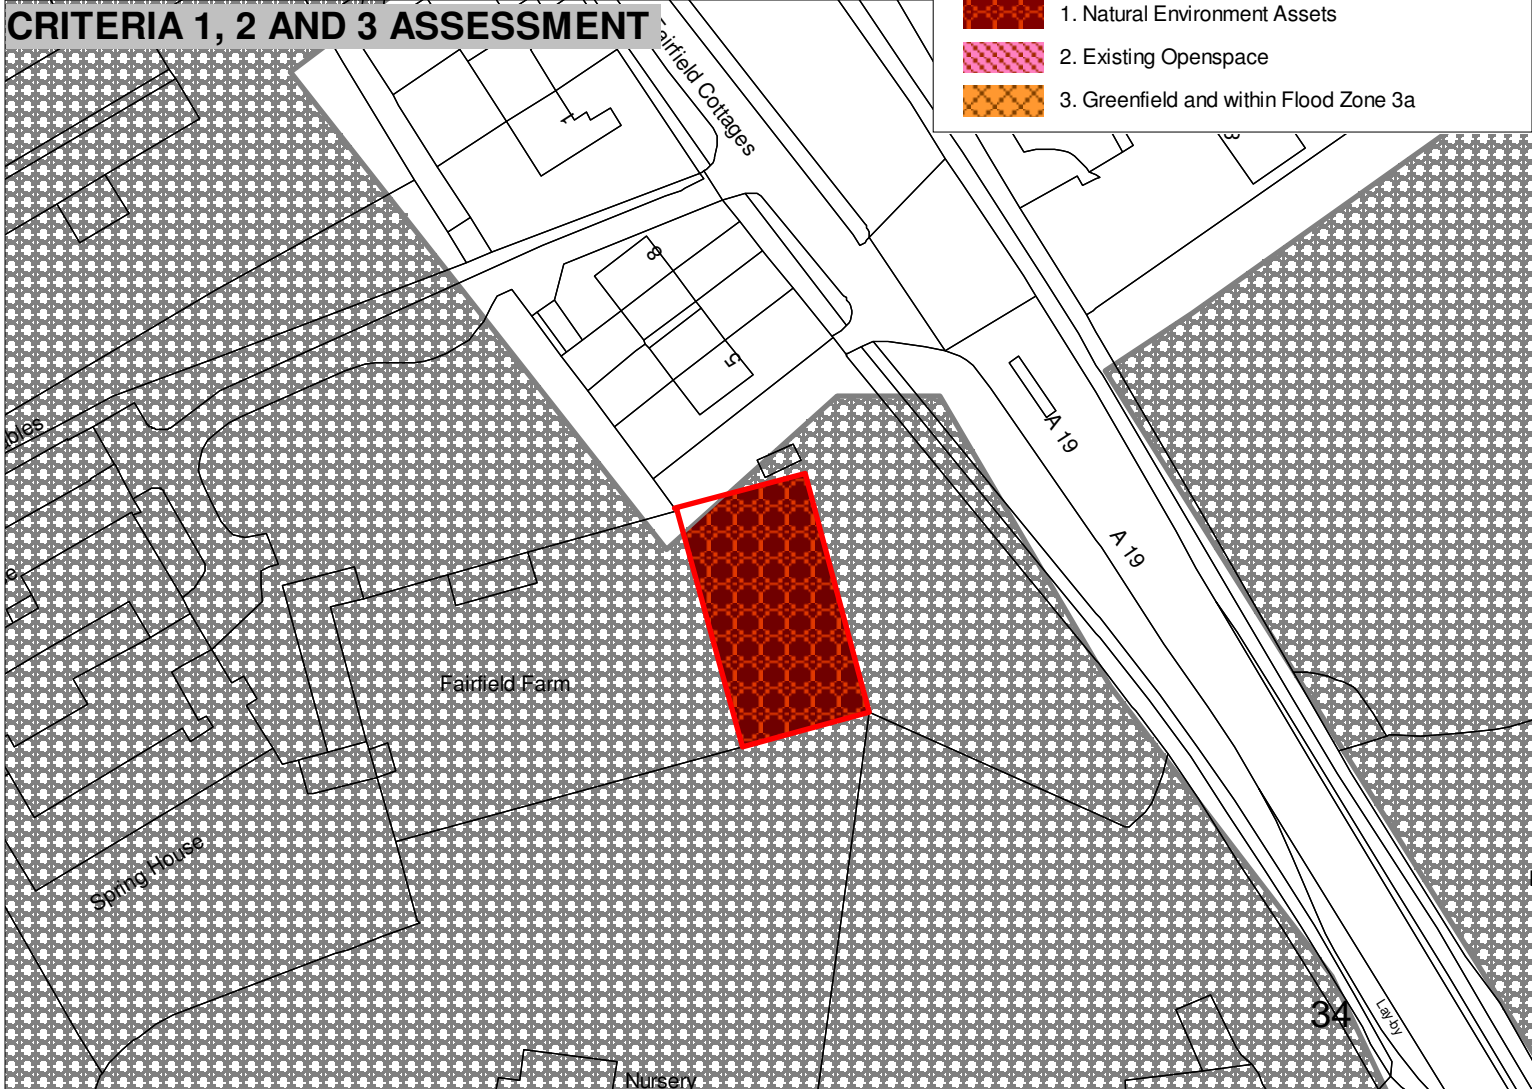 CRITERIA 1, 2 AND 3 ASSESSMENT
1. Natural Environment Assets
2. Existing Openspace
3. Greenfield and within Flood Zone 3a
Fairfield Cottages
1
8
5
A 19
A 19
Fairfield Farm
Spring House
34
Lay-by
Nursery